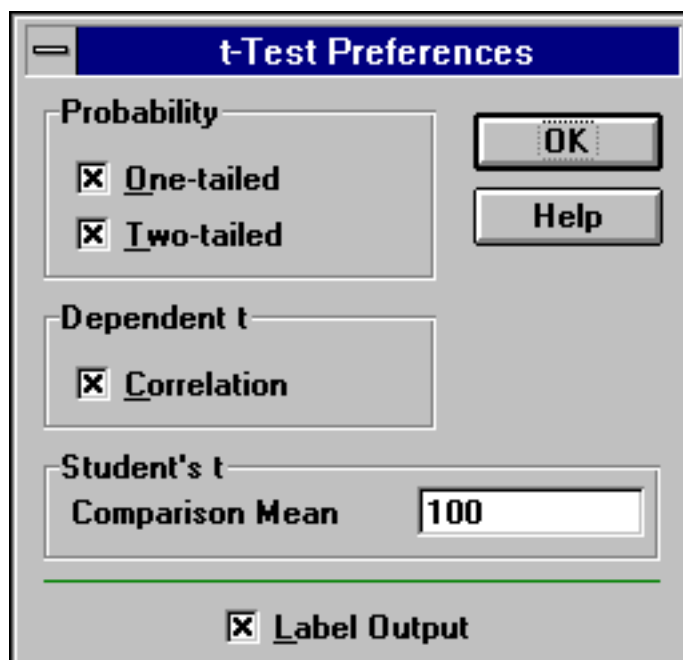 t-Test Preferences
Probability
One-tailed
Two-tailed
OK
Help
Dependent t
Correlation
Student's t
Comparison Mean 100
Label Output